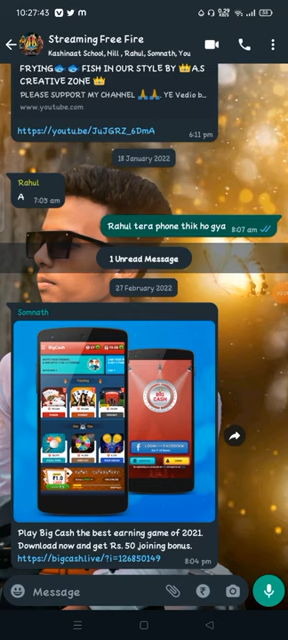 10:27:43
Streaming Free Fire
Kashinaat School, Nill, Rahul, Somnath, You
FRYING🐟🐟 FISH IN OUR STYLE BY 👑A.S
CREATIVE ZONE 👑
PLEASE SUPPORT MY CHANNEL 🙏🙏 YE Vedio b...
www.youtube.com
https://youtu.be/JuJGRZ_6DmA
6:11 pm
18 January 2022
Rahul
A
7:03 am
Rahul tera phone thik ho gya
8:07 am
1 Unread Message
27 February 2022
Somnath
BigCash
BIG
CASH
LOGIN
FACEBOOK
Play Big Cash the best earning game of 2021.
Download now and get Rs. 50 joining bonus.
https://bigcash.live/?i=126850149
8:04 pm
Message